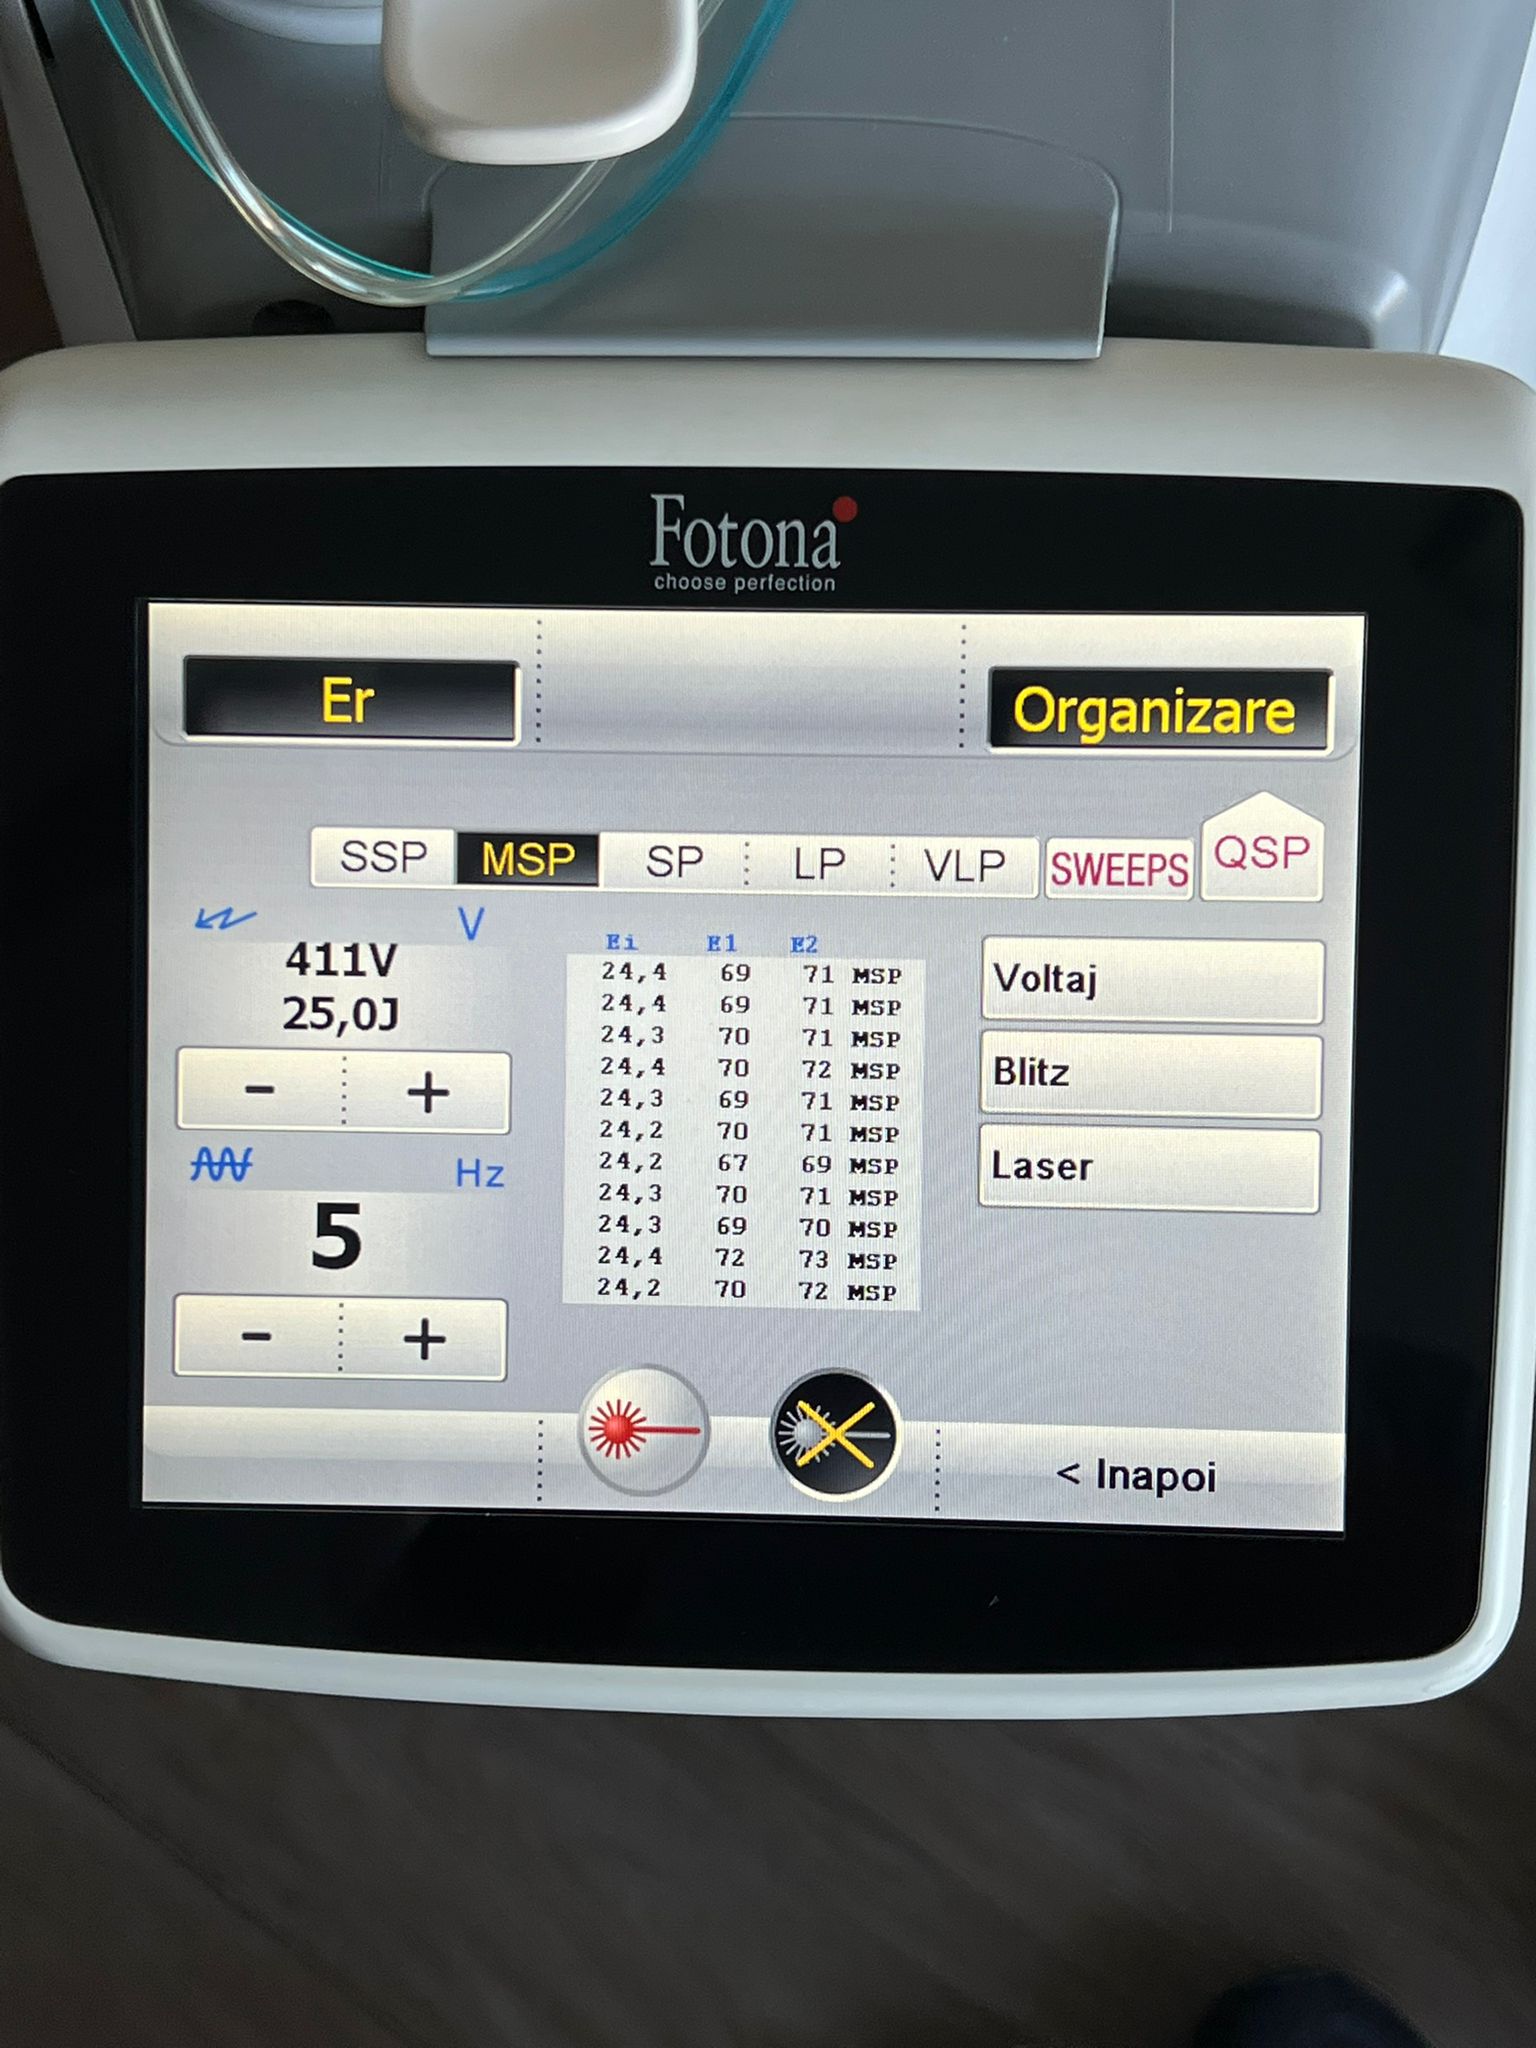 Fotona
choose perfection
Er
Organizare
SSP MSP SP LP VLP SWEEPS QSP
V
411V
25,0J
- +
Hz
5
- +
Ei E1 E2
24,4 69 71 MSP
24,4 69 71 MSP
24,3 70 71 MSP
24,4 70 72 MSP
24,3 69 71 MSP
24,2 70 71 MSP
24,2 67 69 MSP
24,3 70 71 MSP
24,3 69 70 MSP
24,4 72 73 MSP
24,2 70 72 MSP
Voltaj
Blitz
Laser
< Inapoi